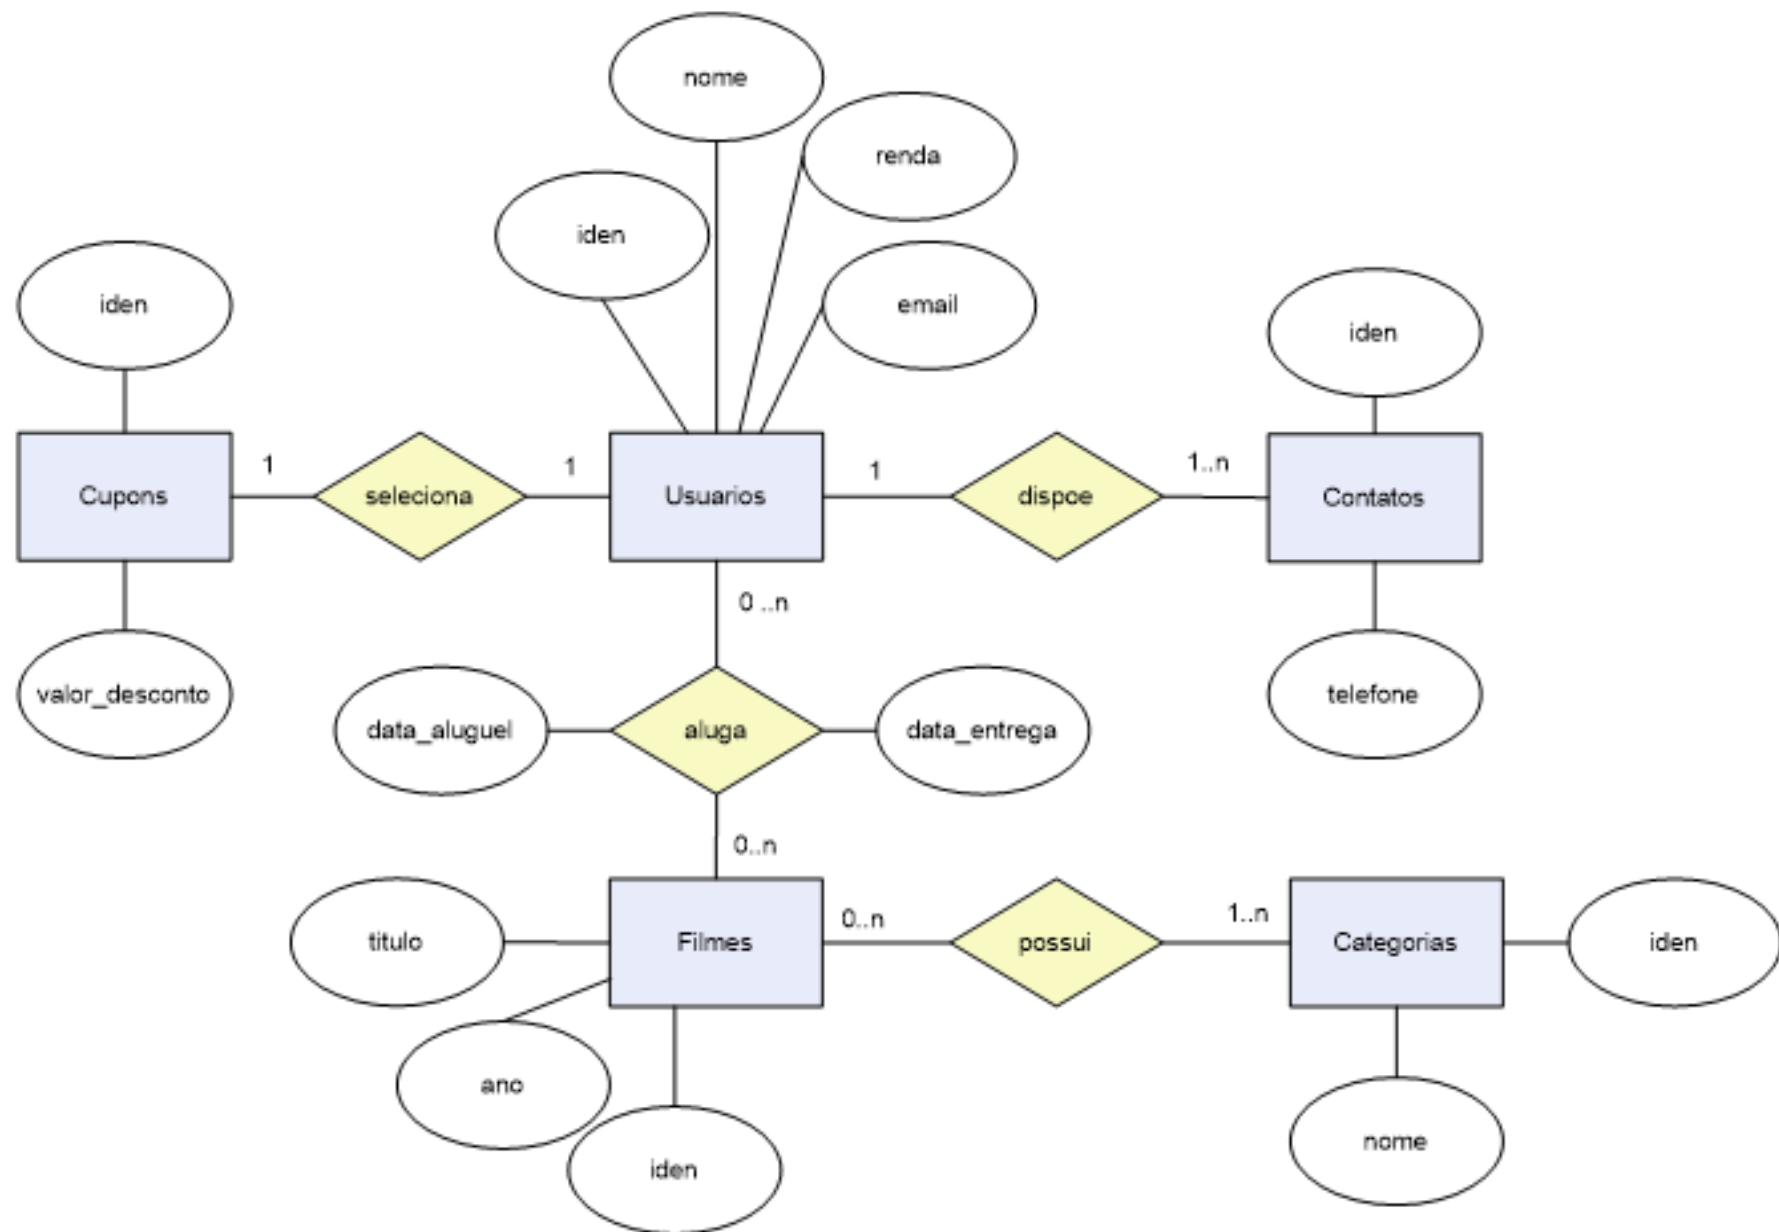 nome
renda
iden
iden
email
iden
Cupons
1
seleciona
1
Usuarios
1
dispoe
1..n
Contatos
0 ..n
valor_desconto
data_aluguel
aluga
data_entrega
telefone
0..n
titulo
Filmes
0..n
possui
1..n
Categorias
iden
ano
iden
nome